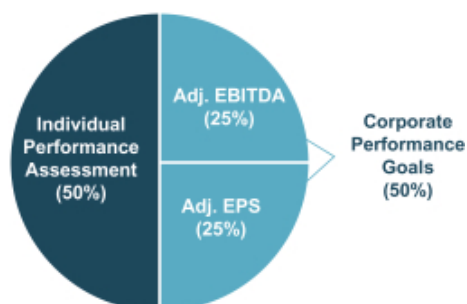 Individual
Performance
Assessment
(50%)
Adj. EBITDA
(25%)
Adj. EPS
(25%)
Corporate
Performance
Goals
(50%)